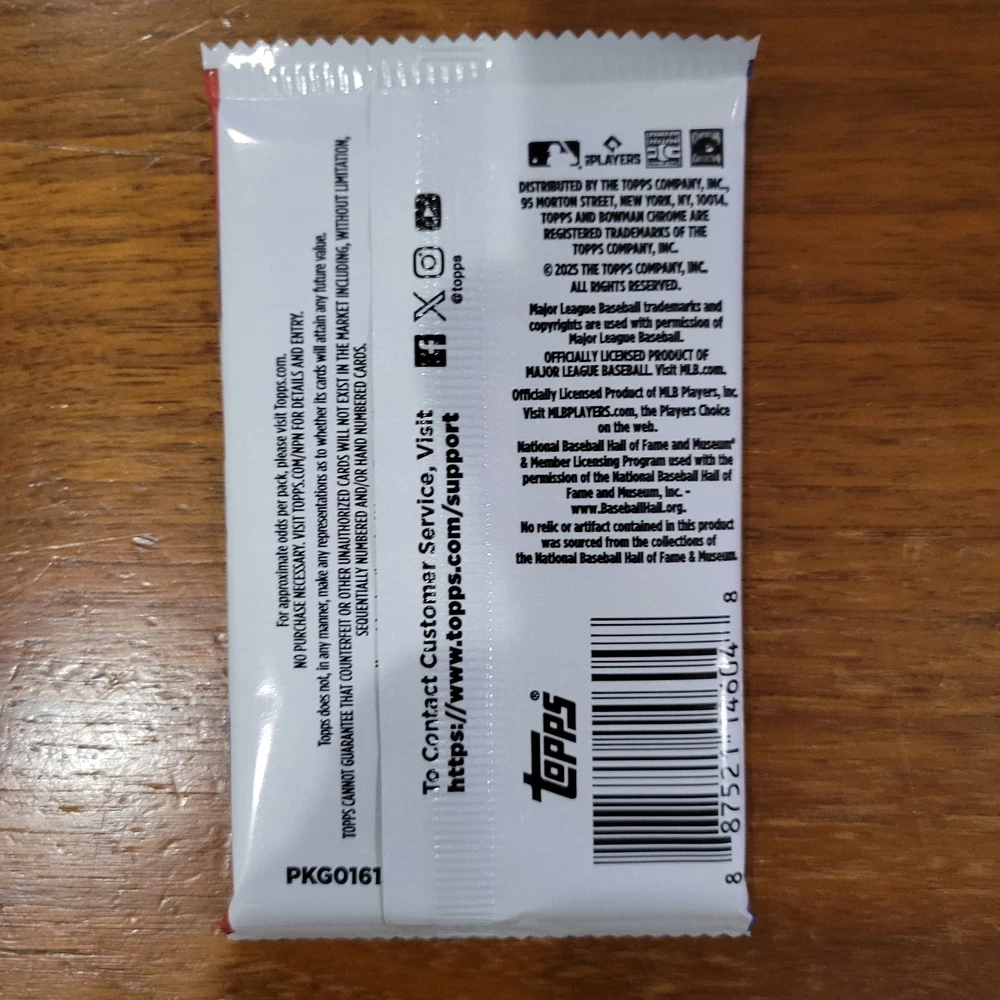 For approximate odds per pack, please visit Topps.com.
NO PURCHASE NECESSARY. VISIT TOPPS.COM/NPN FOR DETAILS AND ENTRY.
Topps does not, in any manner, make any representations as to whether its cards will attain any future value.
TOPPS CANNOT GUARANTEE THAT COUNTERFEIT OR OTHER UNAUTHORIZED CARDS WILL NOT EXIST IN THE MARKET INCLUDING, WITHOUT LIMITATION,
SEQUENTIALLY NUMBERED AND/OR HAND NUMBERED CARDS.
PKG0161
To Contact Customer Service, Visit
https://www.topps.com/support
@topps
PLAYERS
DISTRIBUTED BY THE TOPPS COMPANY, INC.,
95 MORTON STREET, NEW YORK, NY, 10014.
TOPPS AND BOWMAN CHROME ARE
REGISTERED TRADEMARKS OF THE
TOPPS COMPANY, INC.
© 2025 THE TOPPS COMPANY, INC.
ALL RIGHTS RESERVED.
Major League Baseball trademarks and
copyrights are used with permission of
Major League Baseball.
OFFICIALLY LICENSED PRODUCT OF
MAJOR LEAGUE BASEBALL. Visit MLB.com.
Officially Licensed Product of MLB Players, Inc.
Visit MLBPLAYERS.com, the Players Choice
on the web.
National Baseball Hall of Fame and Museum®
& Member Licensing Program used with the
permission of the National Baseball Hall of
Fame and Museum, Inc. -
www.BaseballHall.org.
No relic or artifact contained in this product
was sourced from the collections of
the National Baseball Hall of Fame & Museum.
topps®
8 87521 14604 8